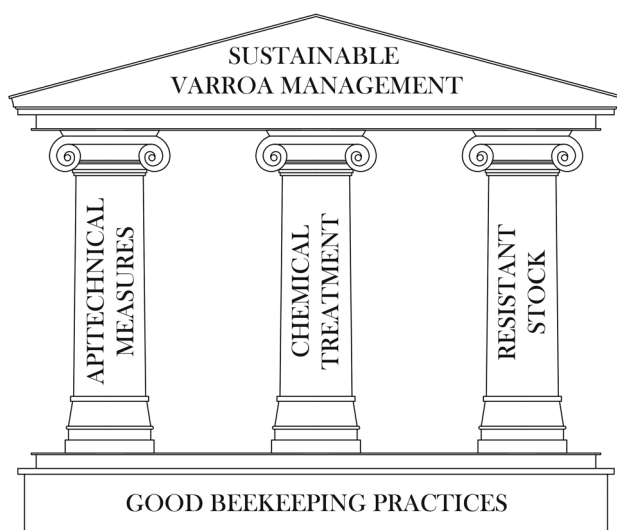 SUSTAINABLE
VARROA MANAGEMENT
APITECHNICAL
MEASURES
CHEMICAL
TREATMENT
RESISTANT
STOCK
GOOD BEEKEEPING PRACTICES